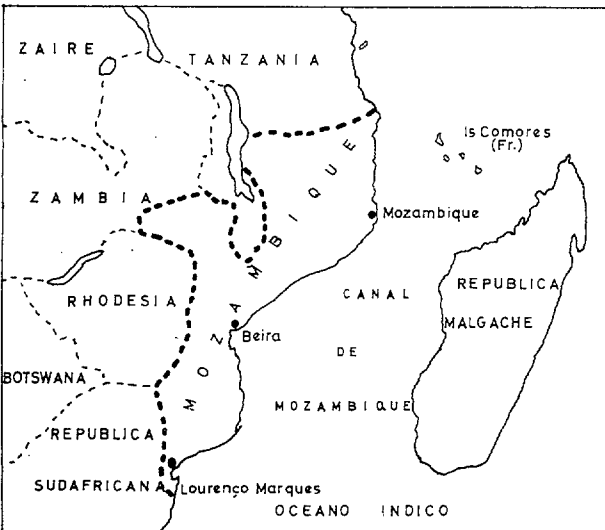 ZAIRE
TANZANIA
Is Comores
(Fr.)
ZAMBIA
MOZAMBIQUE
Mozambique
CANAL
DE
MOZAMBIQUE
REPUBLICA
MALGACHE
RHODESIA
Beira
BOTSWANA
REPUBLICA
SUDAFRICANA
Lourenço Marques
OCEANO INDICO